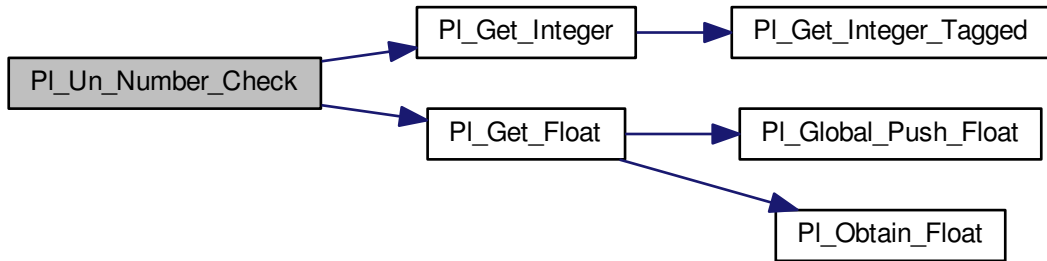 Pl_Un_Number_Check
Pl_Get_Integer
Pl_Get_Integer_Tagged
Pl_Get_Float
Pl_Global_Push_Float
Pl_Obtain_Float